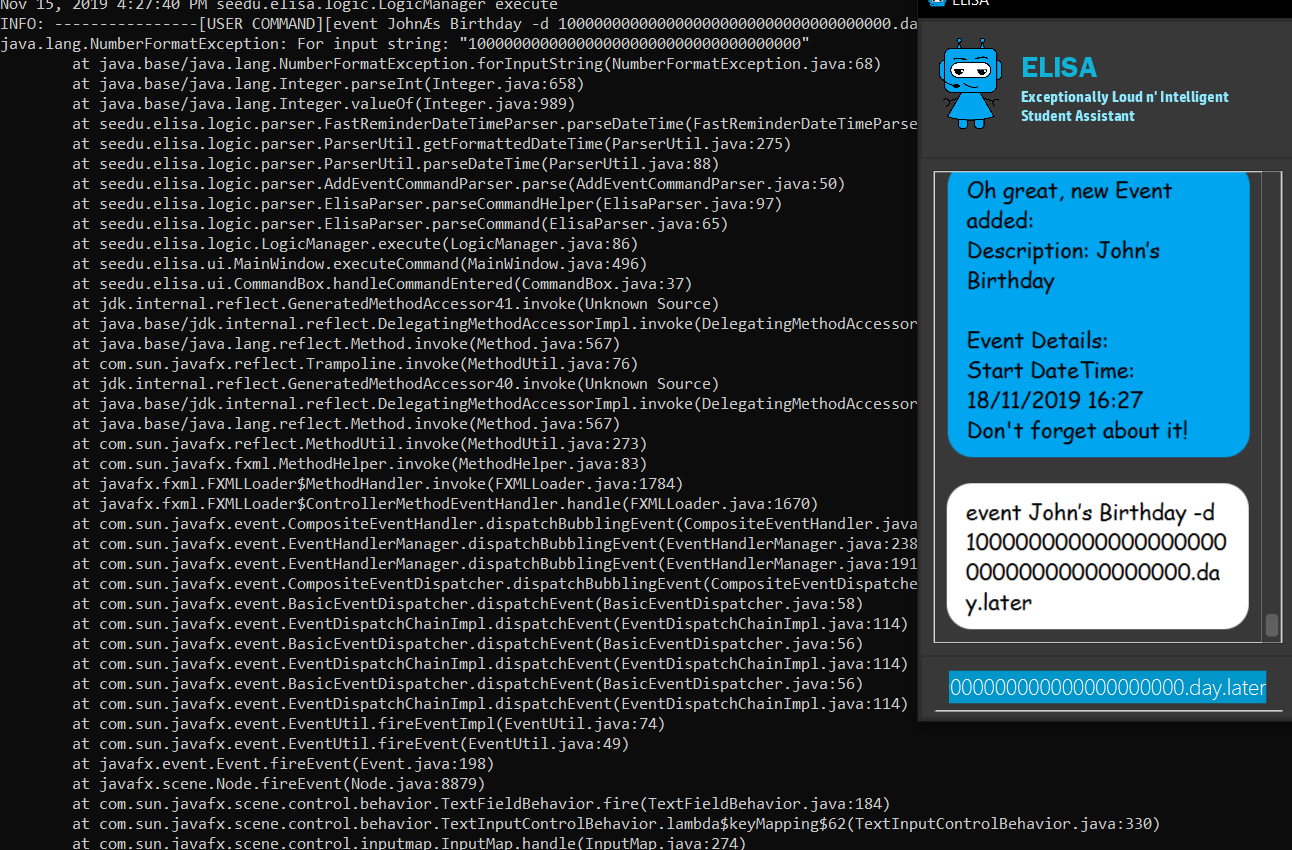 Nov 15, 2019 4:27:40 PM seedu.elisa.logic.LogicManager execute
INFO: ----------------[USER COMMAND][event JohnÆs Birthday -d 1000000000000000000000000000000000000.da
java.lang.NumberFormatException: For input string: "1000000000000000000000000000000000000"
at java.base/java.lang.NumberFormatException.forInputString(NumberFormatException.java:68)
at java.base/java.lang.Integer.parseInt(Integer.java:658)
at java.base/java.lang.Integer.valueOf(Integer.java:989)
at seedu.elisa.logic.parser.FastReminderDateTimeParser.parseDateTime(FastReminderDateTimeParse
at seedu.elisa.logic.parser.ParserUtil.getFormattedDateTime(ParserUtil.java:275)
at seedu.elisa.logic.parser.ParserUtil.parseDateTime(ParserUtil.java:88)
at seedu.elisa.logic.parser.AddEventCommandParser.parse(AddEventCommandParser.java:50)
at seedu.elisa.logic.parser.ElisaParser.parseCommandHelper(ElisaParser.java:97)
at seedu.elisa.logic.parser.ElisaParser.parseCommand(ElisaParser.java:65)
at seedu.elisa.logic.LogicManager.execute(LogicManager.java:86)
at seedu.elisa.ui.MainWindow.executeCommand(MainWindow.java:496)
at seedu.elisa.ui.CommandBox.handleCommandEntered(CommandBox.java:37)
at jdk.internal.reflect.GeneratedMethodAccessor41.invoke(Unknown Source)
at java.base/jdk.internal.reflect.DelegatingMethodAccessorImpl.invoke(DelegatingMethodAccessor
at java.base/java.lang.reflect.Method.invoke(Method.java:567)
at com.sun.javafx.reflect.Trampoline.invoke(MethodUtil.java:76)
at jdk.internal.reflect.GeneratedMethodAccessor40.invoke(Unknown Source)
at java.base/jdk.internal.reflect.DelegatingMethodAccessorImpl.invoke(DelegatingMethodAccessor
at java.base/java.lang.reflect.Method.invoke(Method.java:567)
at com.sun.javafx.reflect.MethodUtil.invoke(MethodUtil.java:273)
at com.sun.javafx.fxml.MethodHelper.invoke(MethodHelper.java:83)
at javafx.fxml.FXMLLoader$MethodHandler.invoke(FXMLLoader.java:1784)
at javafx.fxml.FXMLLoader$ControllerMethodEventHandler.handle(FXMLLoader.java:1670)
at com.sun.javafx.event.CompositeEventHandler.dispatchBubblingEvent(CompositeEventHandler.java
at com.sun.javafx.event.EventHandlerManager.dispatchBubblingEvent(EventHandlerManager.java:238
at com.sun.javafx.event.EventHandlerManager.dispatchBubblingEvent(EventHandlerManager.java:191
at com.sun.javafx.event.CompositeEventDispatcher.dispatchBubblingEvent(CompositeEventDispatche
at com.sun.javafx.event.BasicEventDispatcher.dispatchEvent(BasicEventDispatcher.java:58)
at com.sun.javafx.event.EventDispatchChainImpl.dispatchEvent(EventDispatchChainImpl.java:114)
at com.sun.javafx.event.BasicEventDispatcher.dispatchEvent(BasicEventDispatcher.java:56)
at com.sun.javafx.event.EventDispatchChainImpl.dispatchEvent(EventDispatchChainImpl.java:114)
at com.sun.javafx.event.BasicEventDispatcher.dispatchEvent(BasicEventDispatcher.java:56)
at com.sun.javafx.event.EventDispatchChainImpl.dispatchEvent(EventDispatchChainImpl.java:114)
at com.sun.javafx.event.EventUtil.fireEventImpl(EventUtil.java:74)
at com.sun.javafx.event.EventUtil.fireEvent(EventUtil.java:49)
at javafx.event.Event.fireEvent(Event.java:198)
at javafx.scene.Node.fireEvent(Node.java:8879)
at com.sun.javafx.scene.control.behavior.TextFieldBehavior.fire(TextFieldBehavior.java:184)
at com.sun.javafx.scene.control.behavior.TextInputControlBehavior.lambda$keyMapping$62(TextInputControlBehavior.java:330)
at com.sun.javafx.scene.control.inputmap.InputMap.handle(InputMap.java:274)
ELISA
ELISA
Exceptionally Loud n' Intelligent
Student Assistant
Oh great, new Event
added:
Description: John’s
Birthday
Event Details:
Start DateTime:
18/11/2019 16:27
Don't forget about it!
event John’s Birthday -d
10000000000000000000
00000000000000000.da
y.later
000000000000000000000.day.later